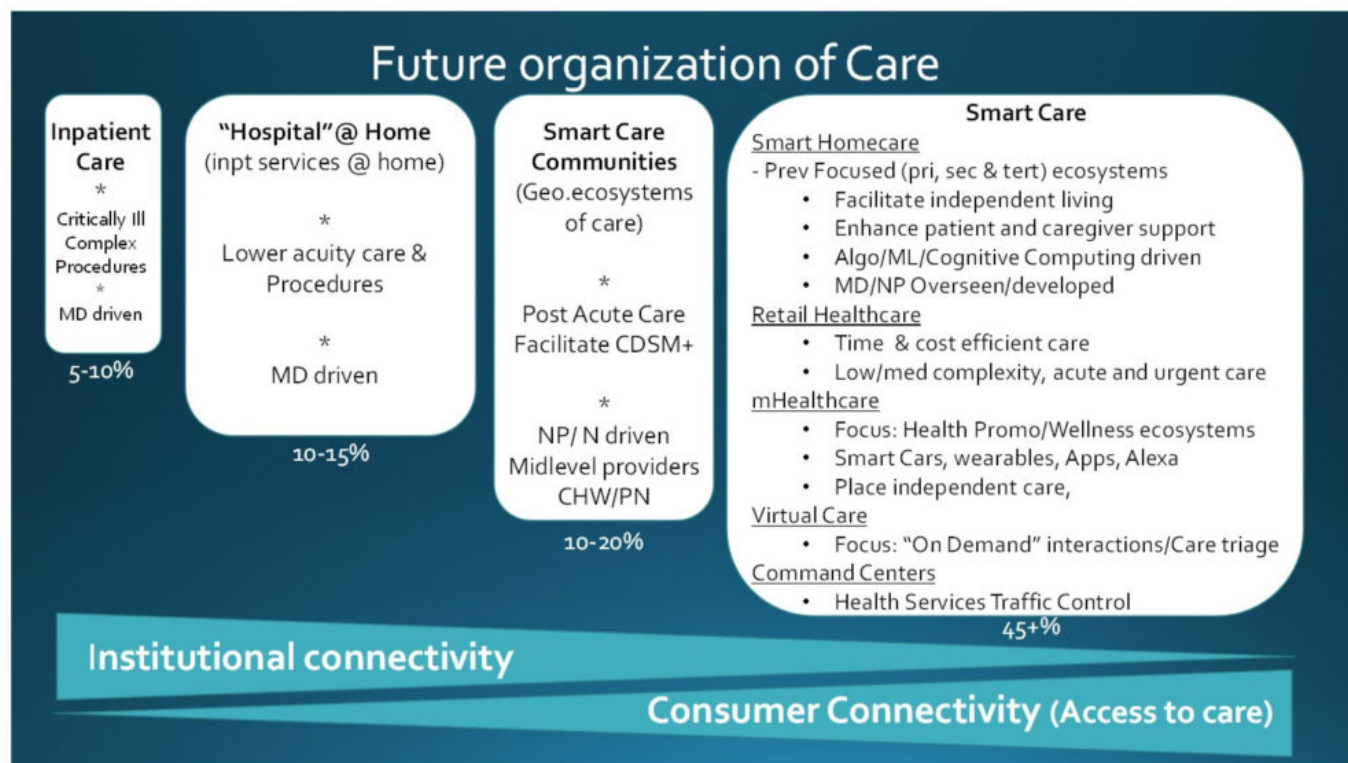 Future organization of Care
Inpatient
Care
*
Critically Ill
Complex
Procedures
*
MD driven
5-10%
“Hospital”@ Home
(inpt services @ home)
*
Lower acuity care &
Procedures
*
MD driven
10-15%
Smart Care
Communities
(Geo.ecosystems
of care)
*
Post Acute Care
Facilitate CDSM+
*
NP/ N driven
Midlevel providers
CHW/PN
10-20%
Smart Care
Smart Homecare
- Prev Focused (pri, sec & tert) ecosystems
• Facilitate independent living
• Enhance patient and caregiver support
• Algo/ML/Cognitive Computing driven
• MD/NP Overseen/developed
Retail Healthcare
• Time & cost efficient care
• Low/med complexity, acute and urgent care
mHealthcare
• Focus: Health Promo/Wellness ecosystems
• Smart Cars, wearables, Apps, Alexa
• Place independent care,
Virtual Care
• Focus: “On Demand” interactions/Care triage
Command Centers
• Health Services Traffic Control
45+%
Institutional connectivity
Consumer Connectivity (Access to care)